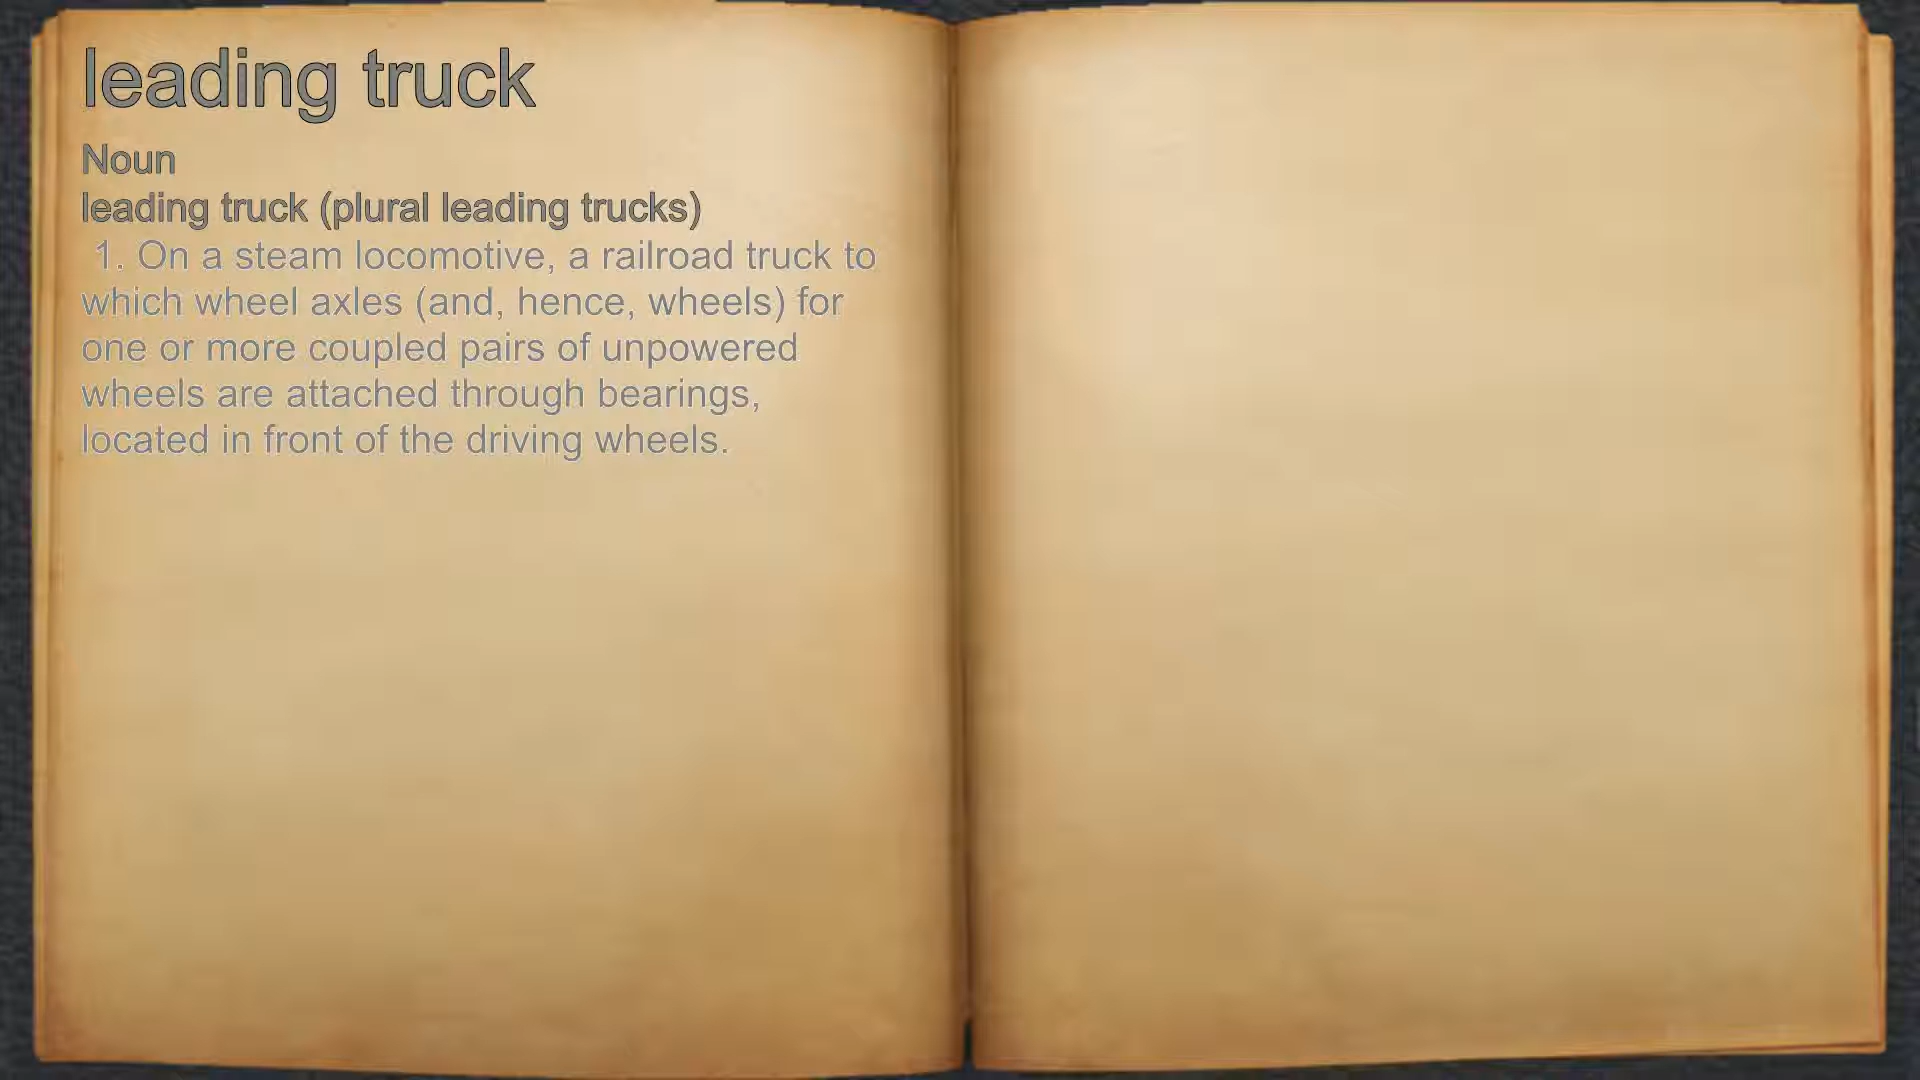 leading truck
Noun
leading truck (plural leading trucks)
1. On a steam locomotive, a railroad truck to
which wheel axles (and, hence, wheels) for
one or more coupled pairs of unpowered
wheels are attached through bearings,
located in front of the driving wheels.